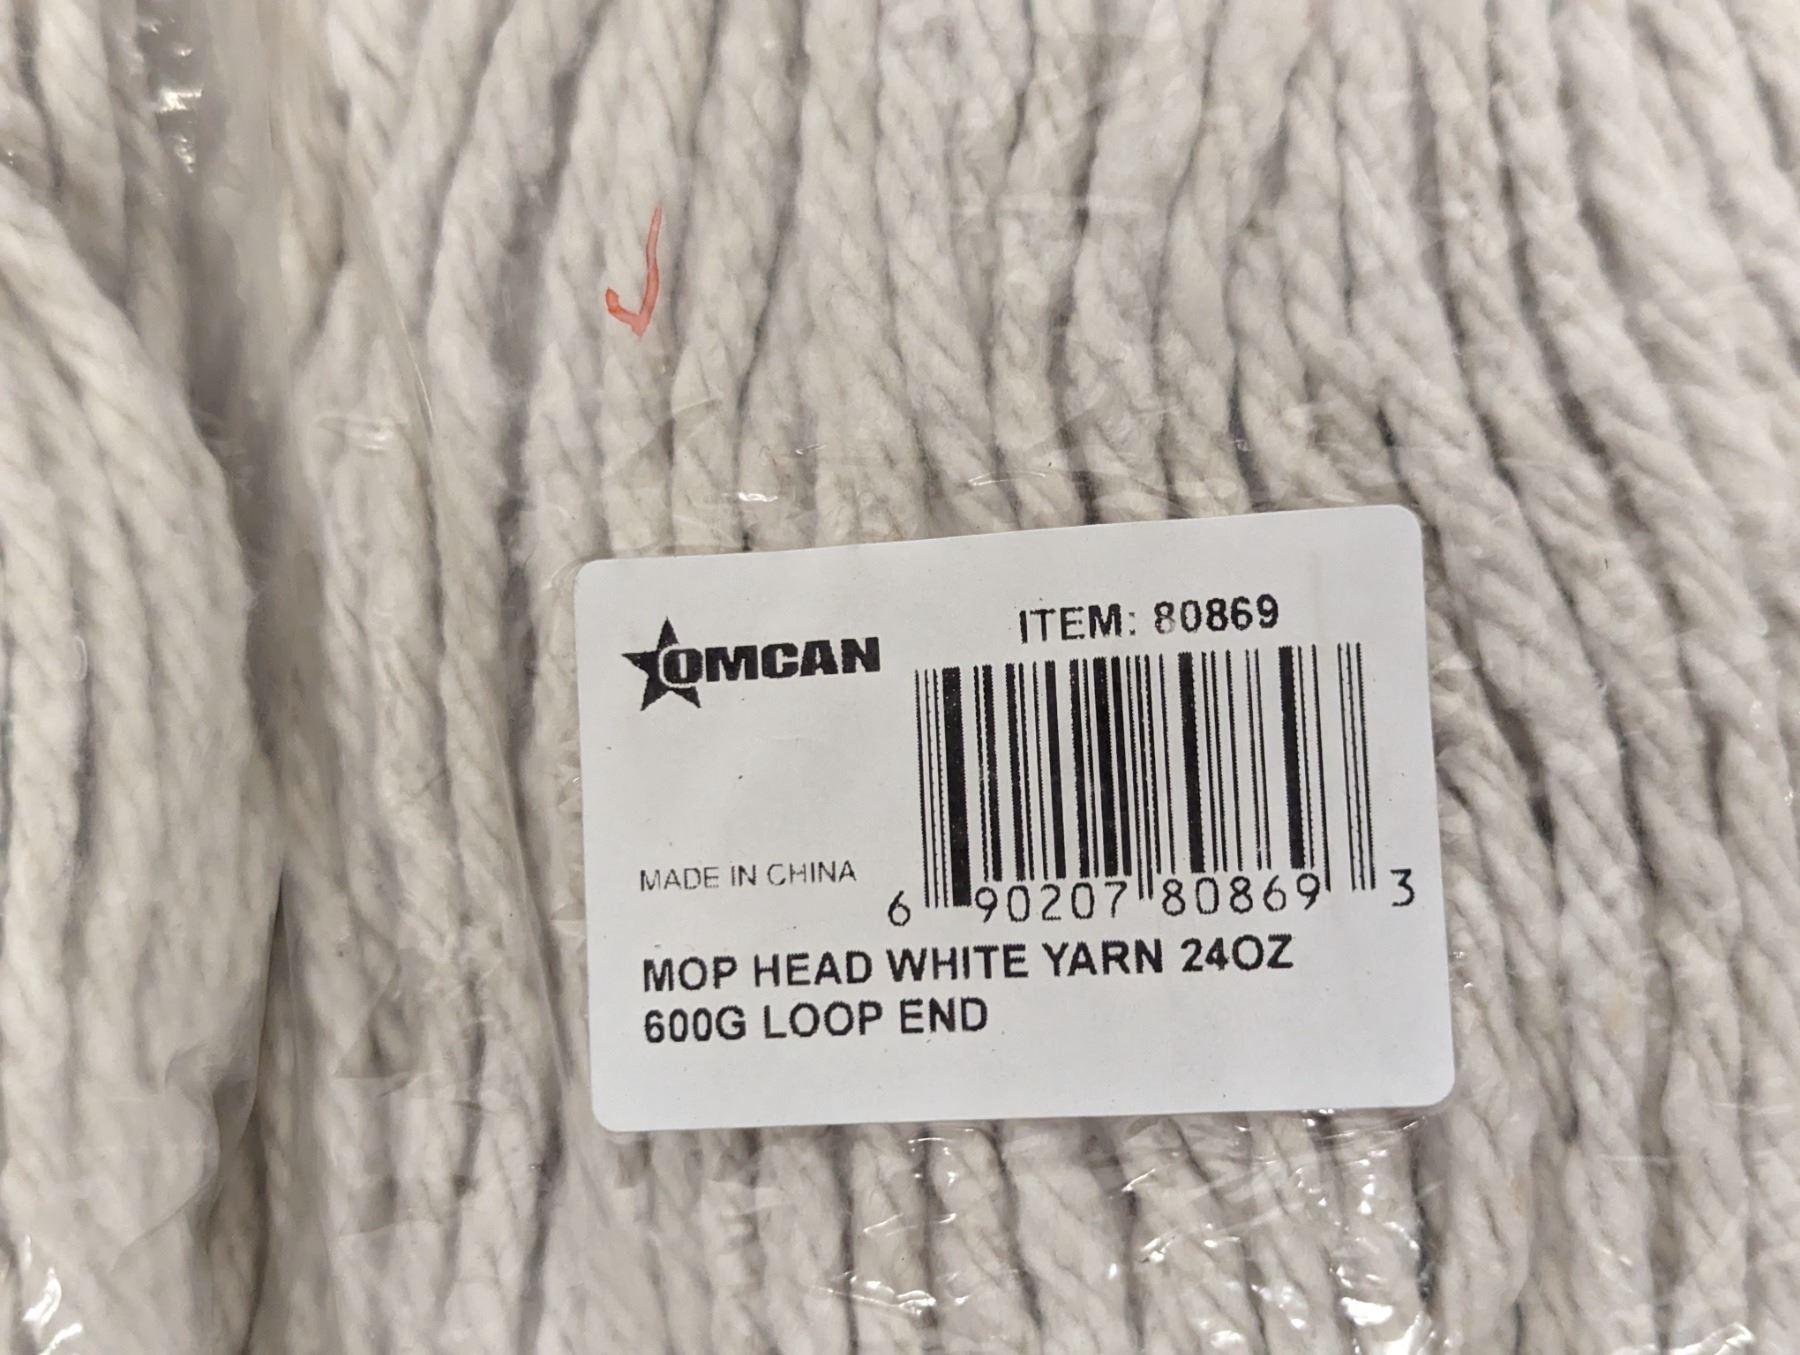 OMCAN
ITEM: 80869
MADE IN CHINA
6 90207 80869 3
MOP HEAD WHITE YARN 24OZ
600G LOOP END